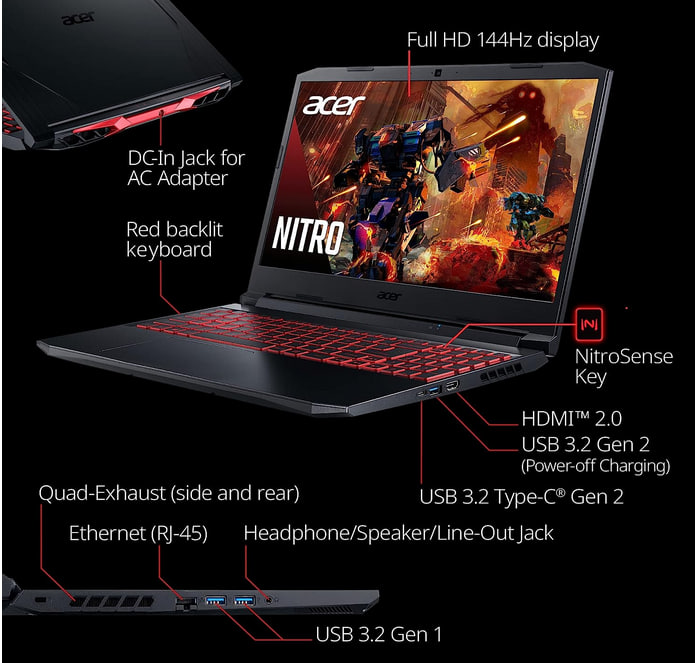 acer
Full HD 144Hz display
acer
DC-In Jack for
AC Adapter
Red backlit
keyboard
NITRO
acer
NitroSense
Key
HDMI™ 2.0
USB 3.2 Gen 2
(Power-off Charging)
USB 3.2 Type-C® Gen 2
Quad-Exhaust (side and rear)
Ethernet (RJ-45)
Headphone/Speaker/Line-Out Jack
USB 3.2 Gen 1